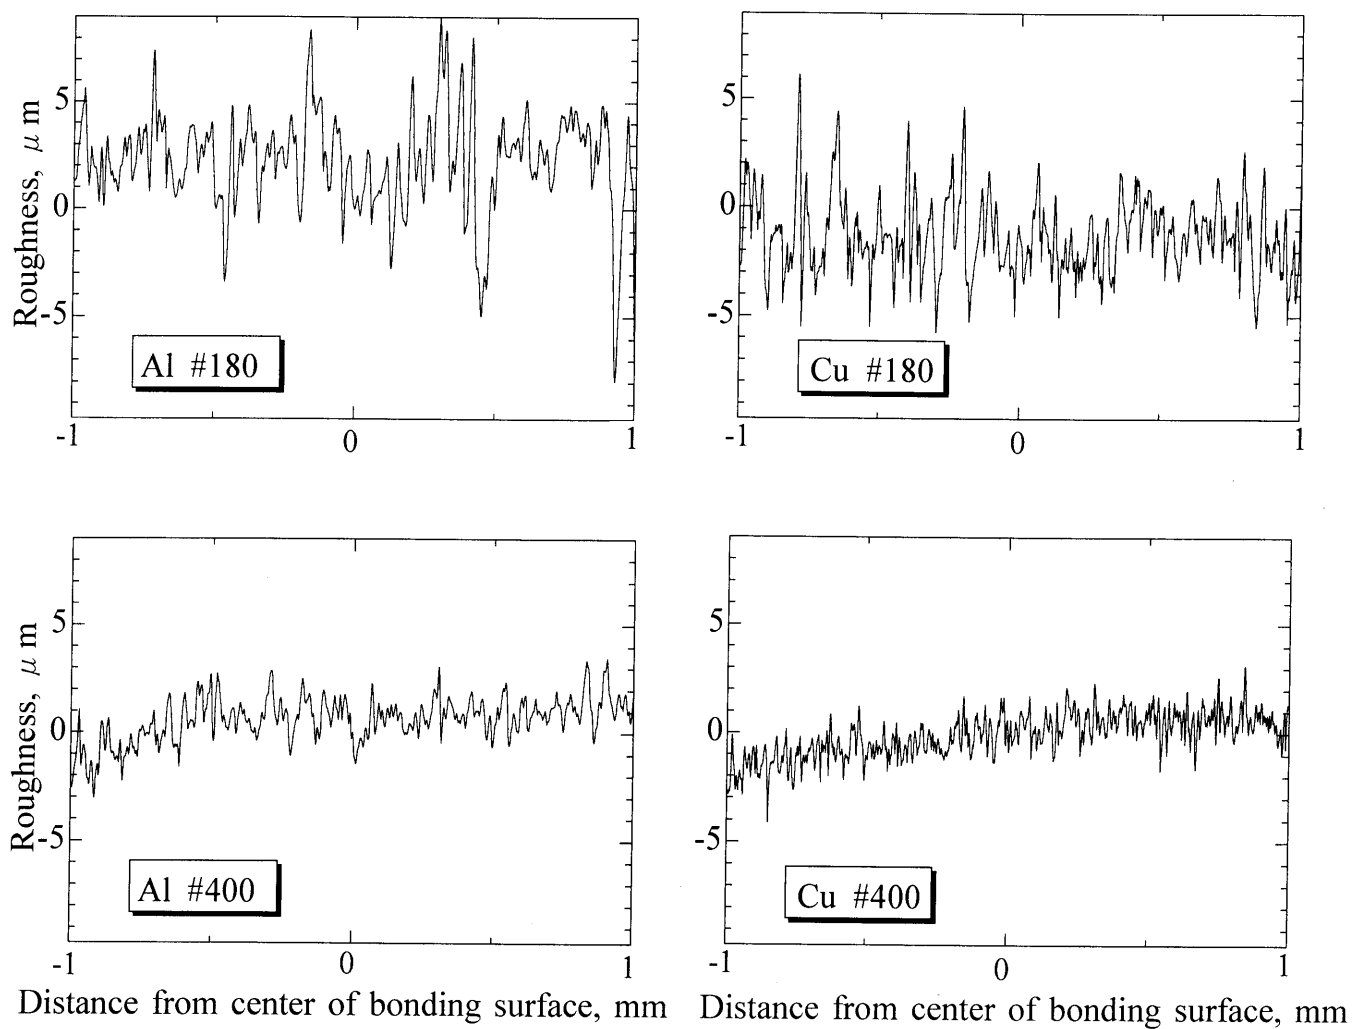 Roughness, μ m
5
0
-5
Al #180
-1 0 1
5
0
-5
Cu #180
-1 0 1
Roughness, μ m
5
0
-5
Al #400
-1 0 1
Distance from center of bonding surface, mm
5
0
-5
Cu #400
-1 0 1
Distance from center of bonding surface, mm